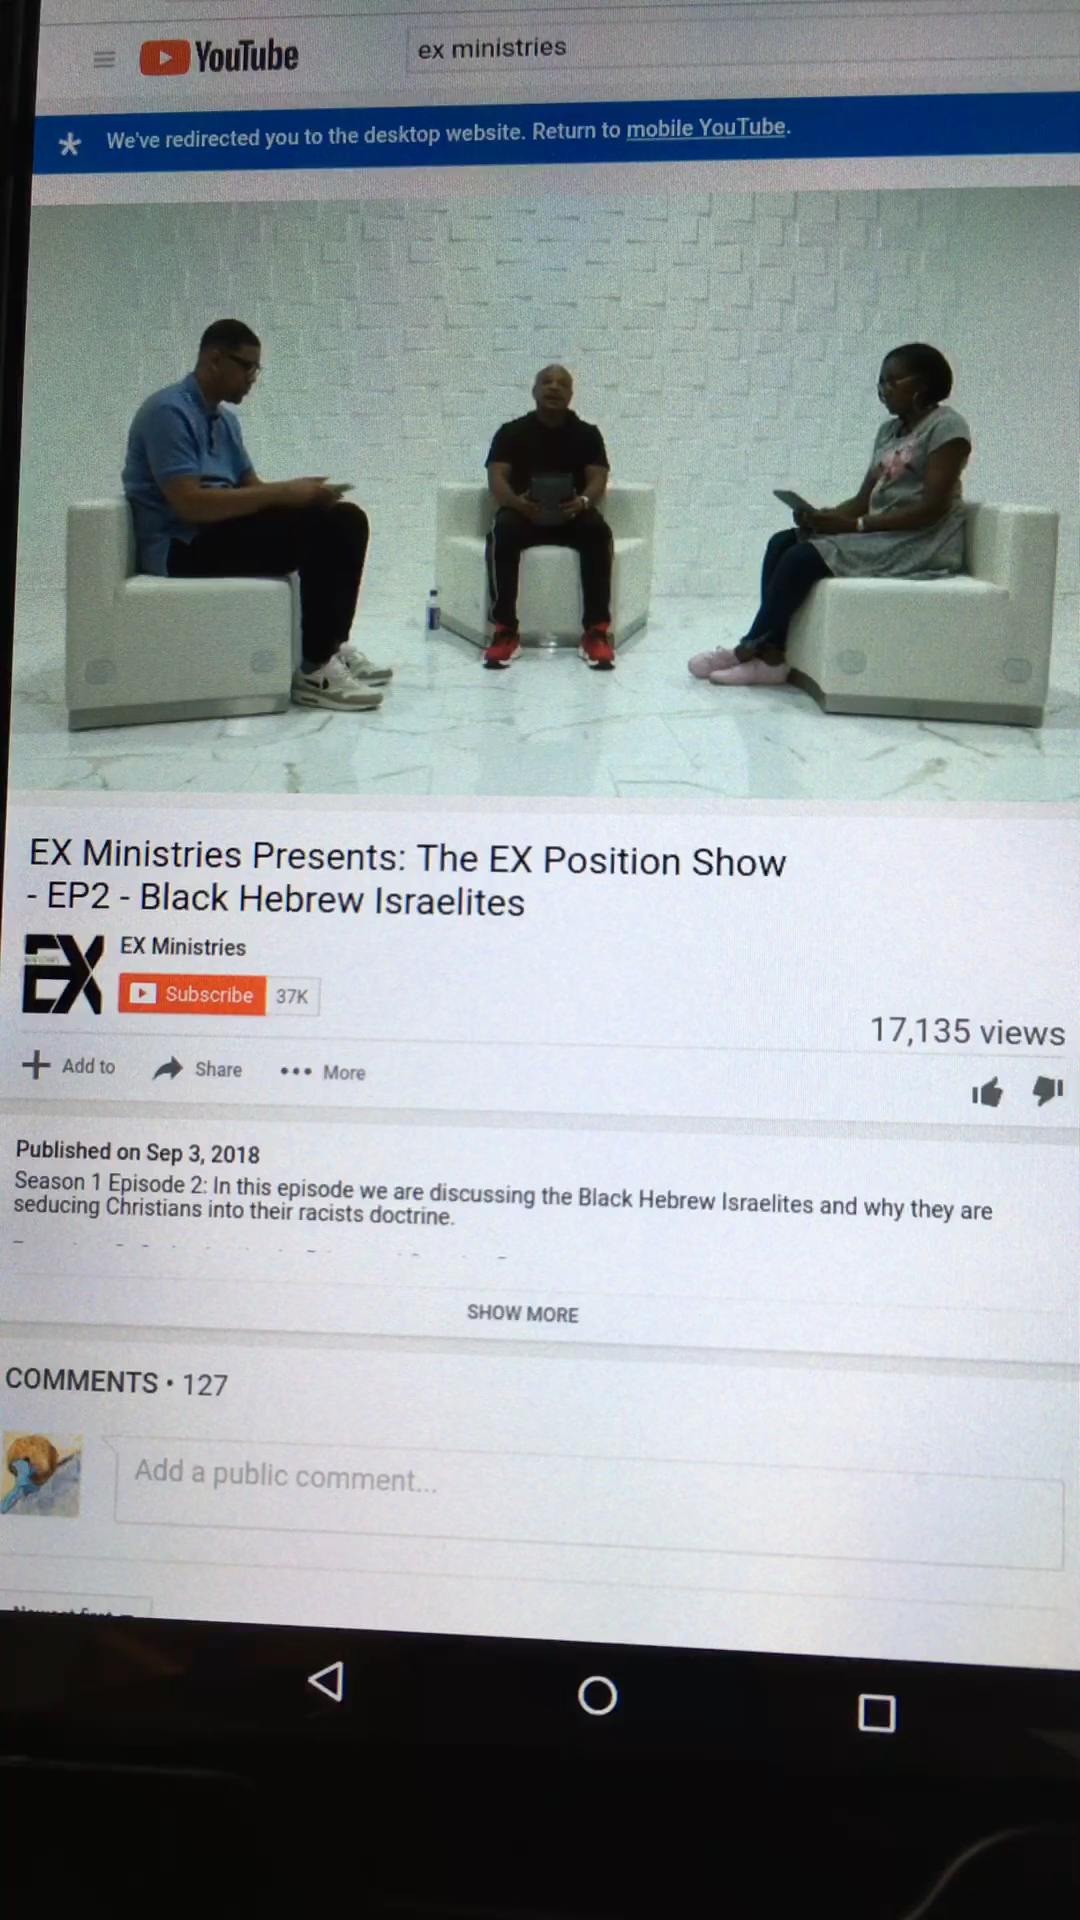 YouTube
ex ministries
We've redirected you to the desktop website. Return to mobile YouTube.
EX Ministries Presents: The EX Position Show
- EP2 - Black Hebrew Israelites
EX
EX Ministries
Subscribe 37K
17,135 views
Add to Share More
Published on Sep 3, 2018
Season 1 Episode 2: In this episode we are discussing the Black Hebrew Israelites and why they are
seducing Christians into their racists doctrine.
SHOW MORE
COMMENTS • 127
Add a public comment...